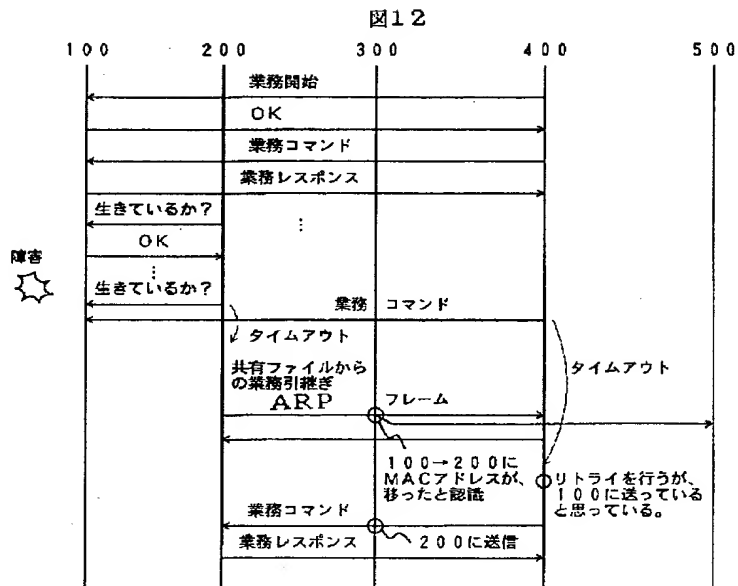 図12
100 200 300 400 500
業務開始
OK
業務コマンド
業務レスポンス
生きているか?
OK
障害
生きているか?
業務 コマンド
タイムアウト
タイムアウト
共有ファイルから
の業務引継ぎ
ARP フレーム
100→200に
MACアドレスが、
移ったと認識
リトライを行うが、
100に送っている
と思っている。
業務コマンド
業務レスポンス
200に送信